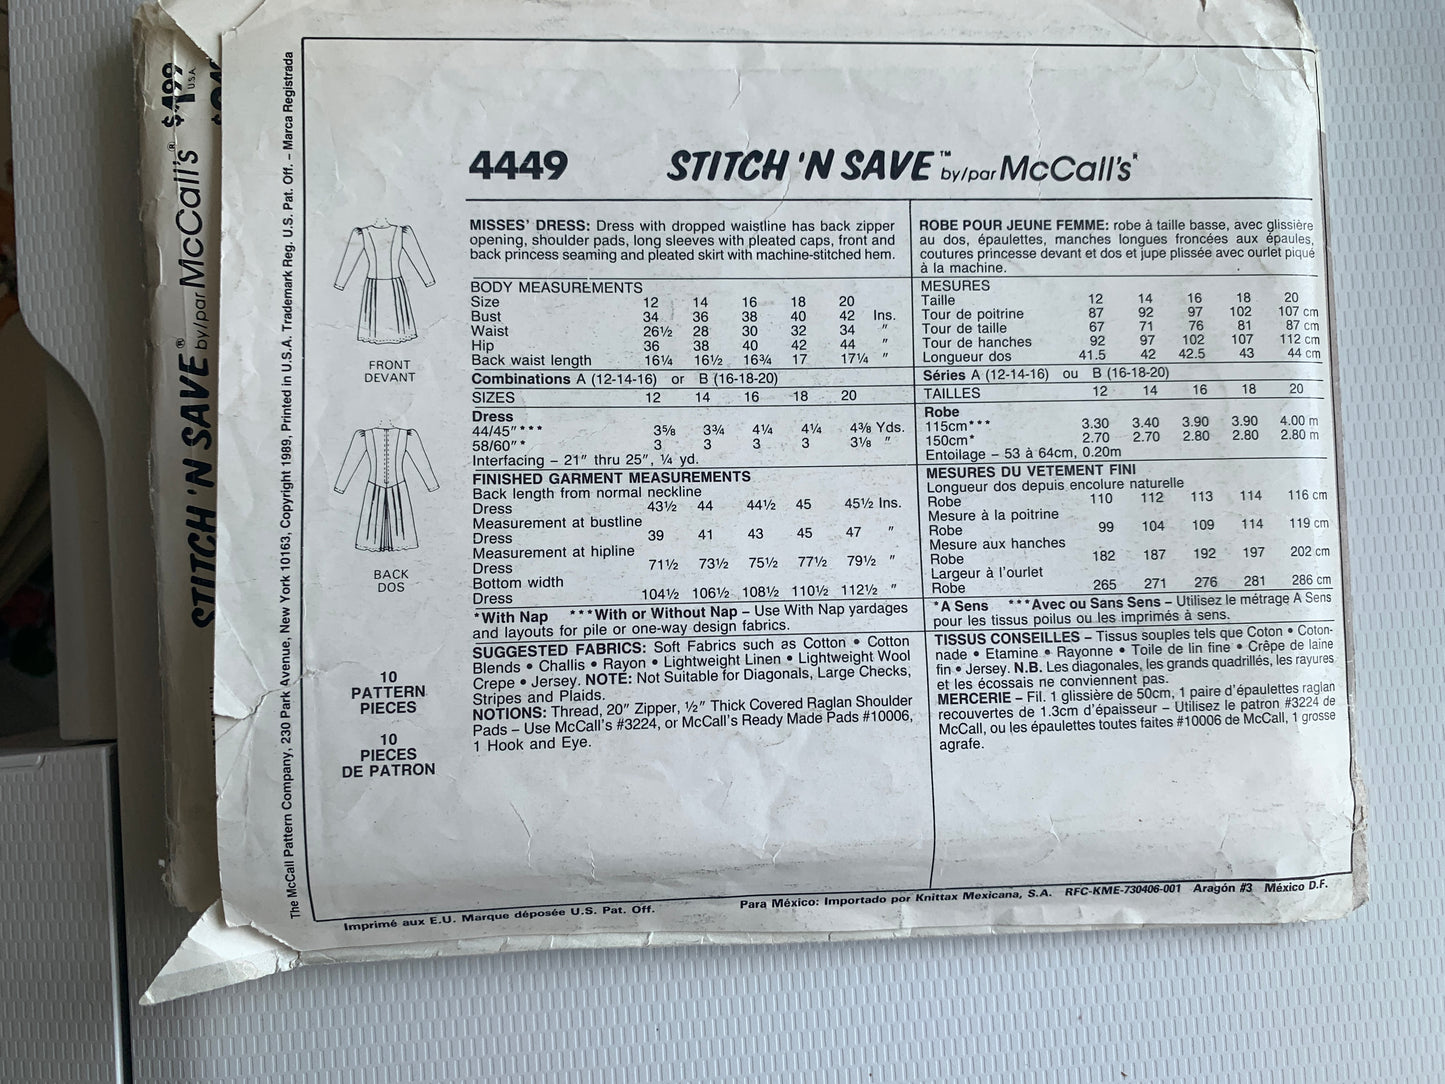 $1.99 U.S.A.
STITCH 'N SAVE® by/par McCall's®
The McCall Pattern Company, 230 Park Avenue, New York 10163, Copyright 1989, Printed in U.S.A. Trademark Reg. U.S. Pat. Off. – Marca Registrada
4449 STITCH 'N SAVE™ by/par McCall's*
FRONT
DEVANT
BACK
DOS
10
PATTERN
PIECES
10
PIECES
DE PATRON
MISSES' DRESS: Dress with dropped waistline has back zipper
opening, shoulder pads, long sleeves with pleated caps, front and
back princess seaming and pleated skirt with machine-stitched hem.
BODY MEASUREMENTS
Size 12 14 16 18 20
Bust 34 36 38 40 42 Ins.
Waist 26½ 28 30 32 34 "
Hip 36 38 40 42 44 "
Back waist length 16¼ 16½ 16¾ 17 17¼ "
Combinations A (12-14-16) or B (16-18-20)
SIZES 12 14 16 18 20
Dress
44/45"*** 3⅝ 3¾ 4¼ 4¼ 4⅜ Yds.
58/60"* 3 3 3 3 3⅛ "
Interfacing – 21" thru 25", ¼ yd.
FINISHED GARMENT MEASUREMENTS
Back length from normal neckline
Dress 43½ 44 44½ 45 45½ Ins.
Measurement at bustline
Dress 39 41 43 45 47 "
Measurement at hipline
Dress 71½ 73½ 75½ 77½ 79½ "
Bottom width
Dress 104½ 106½ 108½ 110½ 112½ "
*With Nap ***With or Without Nap – Use With Nap yardages
and layouts for pile or one-way design fabrics.
SUGGESTED FABRICS: Soft Fabrics such as Cotton • Cotton
Blends • Challis • Rayon • Lightweight Linen • Lightweight Wool
Crepe • Jersey. NOTE: Not Suitable for Diagonals, Large Checks,
Stripes and Plaids.
NOTIONS: Thread, 20" Zipper, ½" Thick Covered Raglan Shoulder
Pads – Use McCall's #3224, or McCall's Ready Made Pads #10006,
1 Hook and Eye.
ROBE POUR JEUNE FEMME: robe à taille basse, avec glissière
au dos, épaulettes, manches longues froncées aux épaules,
coutures princesse devant et dos et jupe plissée avec ourlet piqué
à la machine.
MESURES
Taille 12 14 16 18 20
Tour de poitrine 87 92 97 102 107 cm
Tour de taille 67 71 76 81 87 cm
Tour de hanches 92 97 102 107 112 cm
Longueur dos 41.5 42 42.5 43 44 cm
Séries A (12-14-16) ou B (16-18-20)
TAILLES 12 14 16 18 20
Robe
115cm*** 3.30 3.40 3.90 3.90 4.00 m
150cm* 2.70 2.70 2.80 2.80 2.80 m
Entoilage – 53 à 64cm, 0.20m
MESURES DU VETEMENT FINI
Longueur dos depuis encolure naturelle
Robe 110 112 113 114 116 cm
Mesure à la poitrine
Robe 99 104 109 114 119 cm
Mesure aux hanches
Robe 182 187 192 197 202 cm
Largeur à l'ourlet
Robe 265 271 276 281 286 cm
*A Sens ***Avec ou Sans Sens – Utilisez le métrage A Sens
pour les tissus poilus ou les imprimés à sens.
TISSUS CONSEILLES – Tissus souples tels que Coton • Coton-
nade • Etamine • Rayonne • Toile de lin fine • Crêpe de laine
fin • Jersey. N.B. Les diagonales, les grands quadrillés, les rayures
et les écossais ne conviennent pas.
MERCERIE – Fil. 1 glissière de 50cm, 1 paire d'épaulettes raglan
recouvertes de 1.3cm d'épaisseur – Utilisez le patron #3224 de
McCall, ou les épaulettes toutes faites #10006 de McCall, 1 grosse
agrafe.
Imprimé aux E.U. Marque déposée U.S. Pat. Off.
Para México: Importado por Knittax Mexicana, S.A. RFC-KME-730406-001 Aragón #3 México D.F.